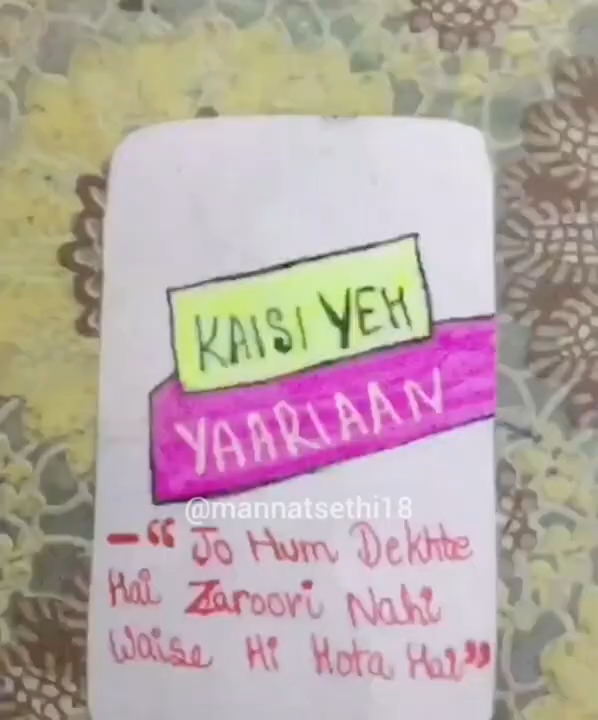 KAISI YEH
YAARIAAN
@mannatsethi18
—“ Jo Hum Dekhte
Hai Zaroori Nahi
Waise Hi Hota Hai”